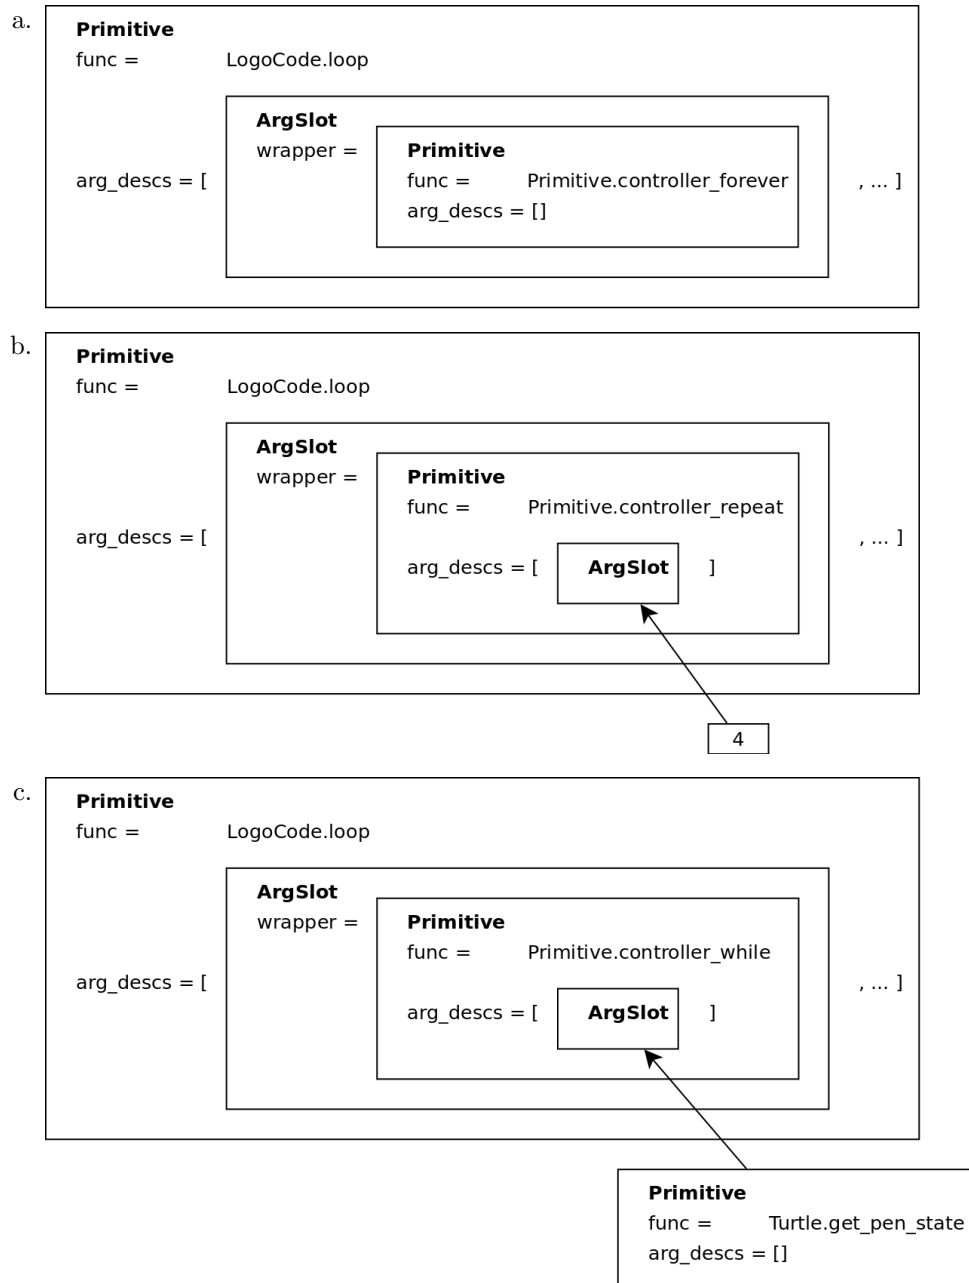 a.
Primitive
func = LogoCode.loop
ArgSlot
wrapper = Primitive
arg_descs = [ func = Primitive.controller_forever , ... ]
arg_descs = []
b.
Primitive
func = LogoCode.loop
ArgSlot
wrapper = Primitive
func = Primitive.controller_repeat
arg_descs = [ , ... ]
arg_descs = [ ArgSlot ]
4
c.
Primitive
func = LogoCode.loop
ArgSlot
wrapper = Primitive
func = Primitive.controller_while
arg_descs = [ , ... ]
arg_descs = [ ArgSlot ]
Primitive
func = Turtle.get_pen_state
arg_descs = []